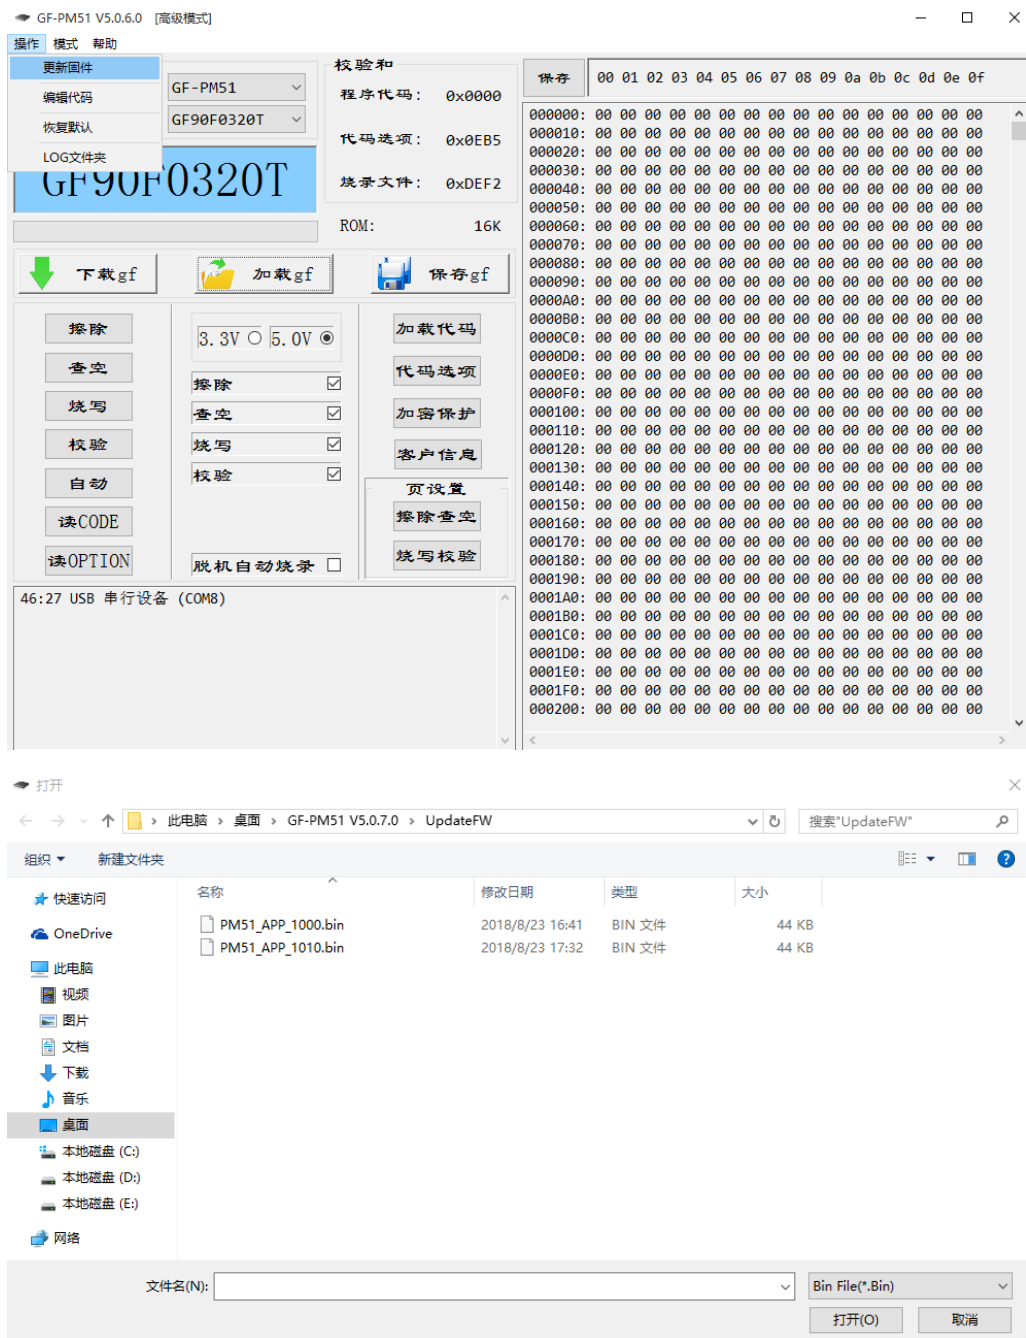 GF-PM51 V5.0.6.0 [高级模式]
操作 模式 帮助
更新固件
编辑代码
恢复默认
LOG文件夹
GF-PM51
GF90F0320T
GF90F0320T
校验和
程序代码: 0x0000
代码选项: 0x0EB5
烧录文件: 0xDEF2
ROM: 16K
下载gf
加载gf
保存gf
擦除
查空
烧写
校验
自动
读CODE
读OPTION
3.3V 5.0V
擦除
查空
烧写
校验
脱机自动烧录
加载代码
代码选项
加密保护
客户信息
页设置
擦除查空
烧写校验
46:27 USB 串行设备 (COM8)
保存 00 01 02 03 04 05 06 07 08 09 0a 0b 0c 0d 0e 0f
000000: 00 00 00 00 00 00 00 00 00 00 00 00 00 00 00 00
000010: 00 00 00 00 00 00 00 00 00 00 00 00 00 00 00 00
000020: 00 00 00 00 00 00 00 00 00 00 00 00 00 00 00 00
000030: 00 00 00 00 00 00 00 00 00 00 00 00 00 00 00 00
000040: 00 00 00 00 00 00 00 00 00 00 00 00 00 00 00 00
000050: 00 00 00 00 00 00 00 00 00 00 00 00 00 00 00 00
000060: 00 00 00 00 00 00 00 00 00 00 00 00 00 00 00 00
000070: 00 00 00 00 00 00 00 00 00 00 00 00 00 00 00 00
000080: 00 00 00 00 00 00 00 00 00 00 00 00 00 00 00 00
000090: 00 00 00 00 00 00 00 00 00 00 00 00 00 00 00 00
0000A0: 00 00 00 00 00 00 00 00 00 00 00 00 00 00 00 00
0000B0: 00 00 00 00 00 00 00 00 00 00 00 00 00 00 00 00
0000C0: 00 00 00 00 00 00 00 00 00 00 00 00 00 00 00 00
0000D0: 00 00 00 00 00 00 00 00 00 00 00 00 00 00 00 00
0000E0: 00 00 00 00 00 00 00 00 00 00 00 00 00 00 00 00
0000F0: 00 00 00 00 00 00 00 00 00 00 00 00 00 00 00 00
000100: 00 00 00 00 00 00 00 00 00 00 00 00 00 00 00 00
000110: 00 00 00 00 00 00 00 00 00 00 00 00 00 00 00 00
000120: 00 00 00 00 00 00 00 00 00 00 00 00 00 00 00 00
000130: 00 00 00 00 00 00 00 00 00 00 00 00 00 00 00 00
000140: 00 00 00 00 00 00 00 00 00 00 00 00 00 00 00 00
000150: 00 00 00 00 00 00 00 00 00 00 00 00 00 00 00 00
000160: 00 00 00 00 00 00 00 00 00 00 00 00 00 00 00 00
000170: 00 00 00 00 00 00 00 00 00 00 00 00 00 00 00 00
000180: 00 00 00 00 00 00 00 00 00 00 00 00 00 00 00 00
000190: 00 00 00 00 00 00 00 00 00 00 00 00 00 00 00 00
0001A0: 00 00 00 00 00 00 00 00 00 00 00 00 00 00 00 00
0001B0: 00 00 00 00 00 00 00 00 00 00 00 00 00 00 00 00
0001C0: 00 00 00 00 00 00 00 00 00 00 00 00 00 00 00 00
0001D0: 00 00 00 00 00 00 00 00 00 00 00 00 00 00 00 00
0001E0: 00 00 00 00 00 00 00 00 00 00 00 00 00 00 00 00
0001F0: 00 00 00 00 00 00 00 00 00 00 00 00 00 00 00 00
000200: 00 00 00 00 00 00 00 00 00 00 00 00 00 00 00 00
打开
此电脑 › 桌面 › GF-PM51 V5.0.7.0 › UpdateFW
搜索"UpdateFW"
组织 新建文件夹
名称 修改日期 类型 大小
PM51_APP_1000.bin 2018/8/23 16:41 BIN 文件 44 KB
PM51_APP_1010.bin 2018/8/23 17:32 BIN 文件 44 KB
快速访问
OneDrive
此电脑
视频
图片
文档
下载
音乐
桌面
本地磁盘 (C:)
本地磁盘 (D:)
本地磁盘 (E:)
网络
文件名(N):
Bin File(*.Bin)
打开(O) 取消